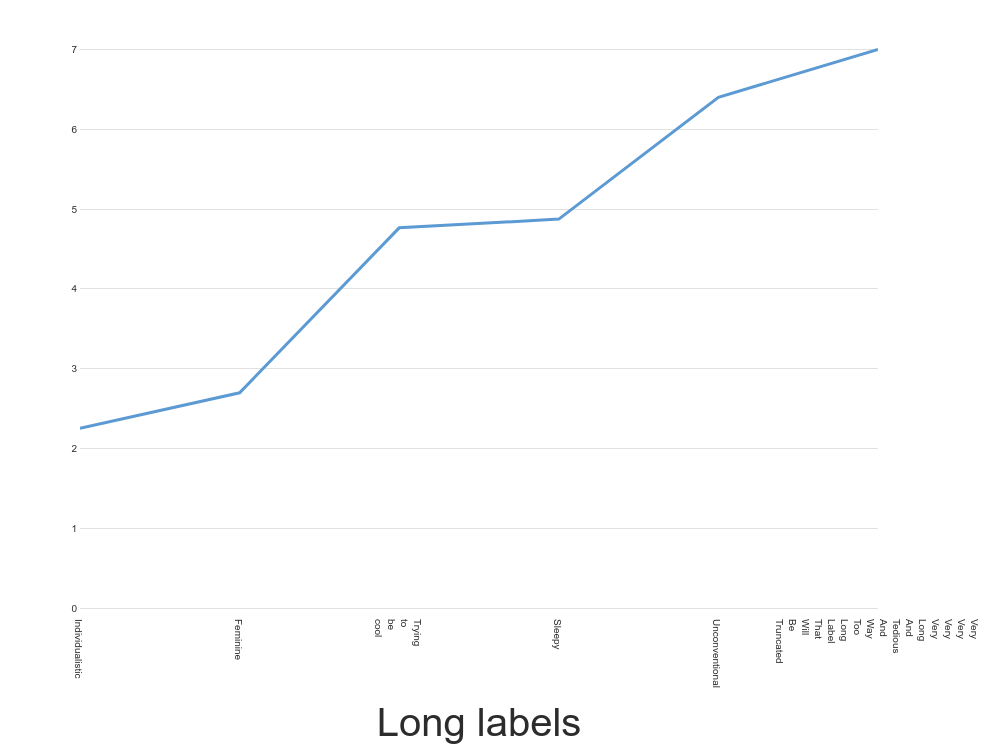 7
6
5
4
3
2
1
0
Individualistic
Feminine
Trying
to
be
cool
Sleepy
Unconventional
Very
Very
Very
Very
Long
And
Tedious
And
Way
Too
Long
Label
That
Will
Be
Truncated
Long labels